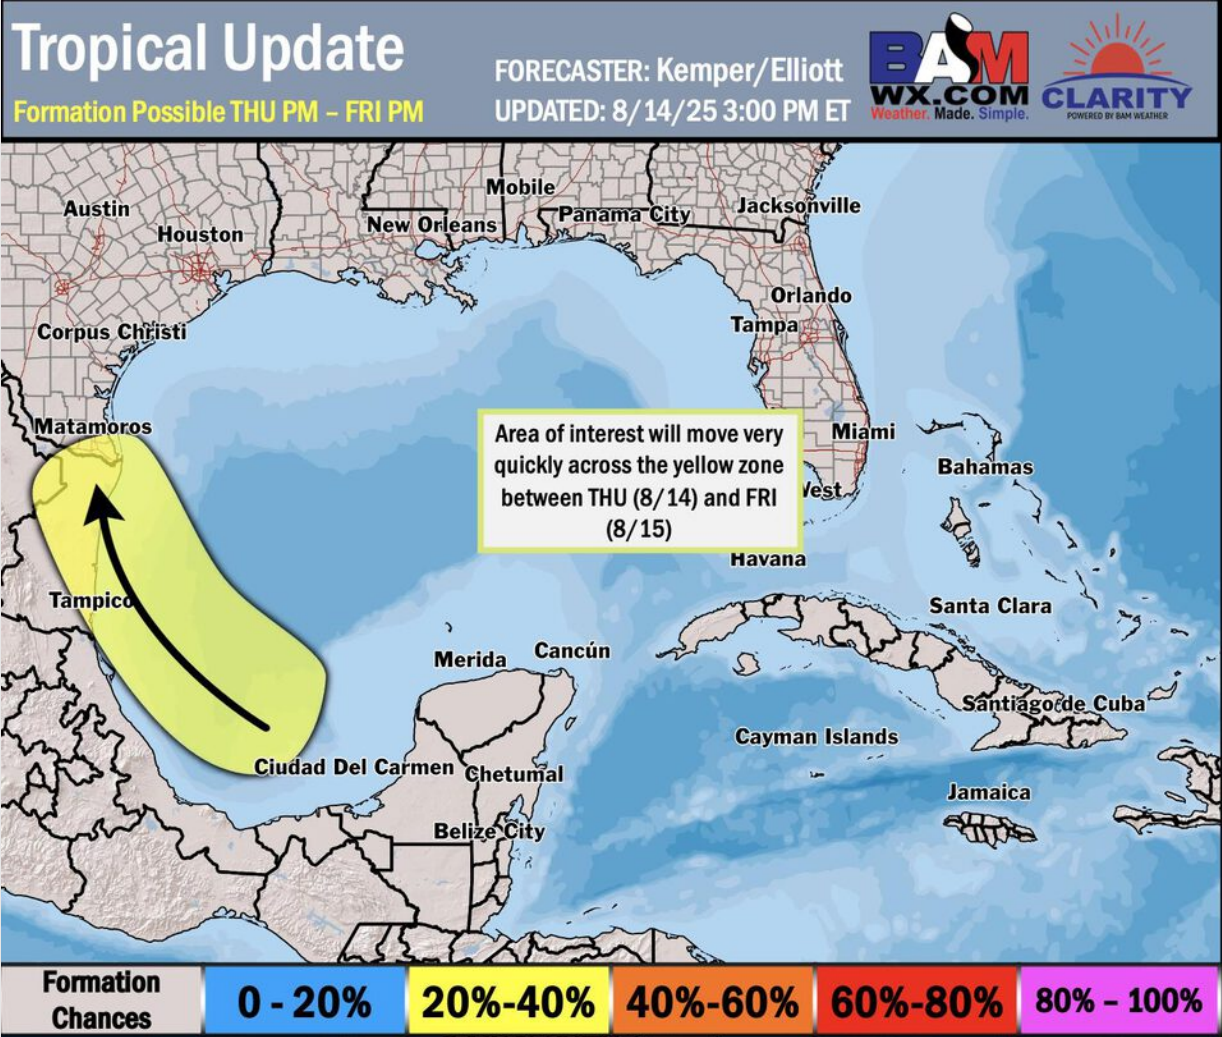 Tropical Update
Formation Possible THU PM – FRI PM
FORECASTER: Kemper/Elliott
UPDATED: 8/14/25 3:00 PM ET
BAM
WX.COM
Weather. Made. Simple.
CLARITY
POWERED BY BAM WEATHER
Austin
Houston
Mobile
New Orleans
Panama City
Jacksonville
Orlando
Tampa
Corpus Christi
Matamoros
Area of interest will move very
quickly across the yellow zone
between THU (8/14) and FRI
(8/15)
Miami
Bahamas
West
Havana
Tampico
Santa Clara
Merida
Cancún
Santiago de Cuba
Cayman Islands
Ciudad Del Carmen
Chetumal
Jamaica
Belize City
Formation
Chances
0 - 20%
20%-40%
40%-60%
60%-80%
80% – 100%